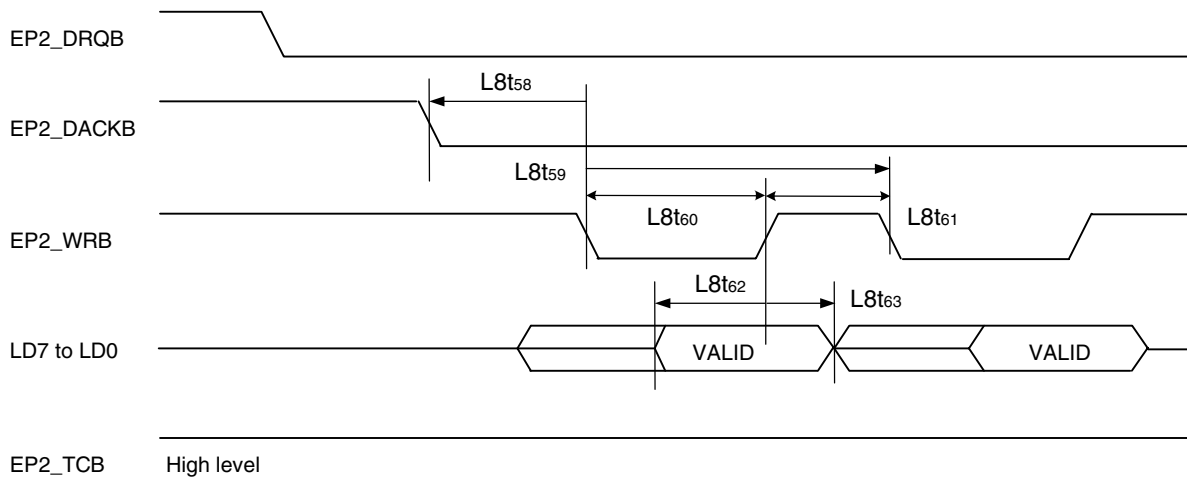 EP2_DRQB
L8t58
EP2_DACKB
L8t59
L8t60
L8t61
EP2_WRB
L8t62
L8t63
LD7 to LD0
VALID
VALID
EP2_TCB
High level